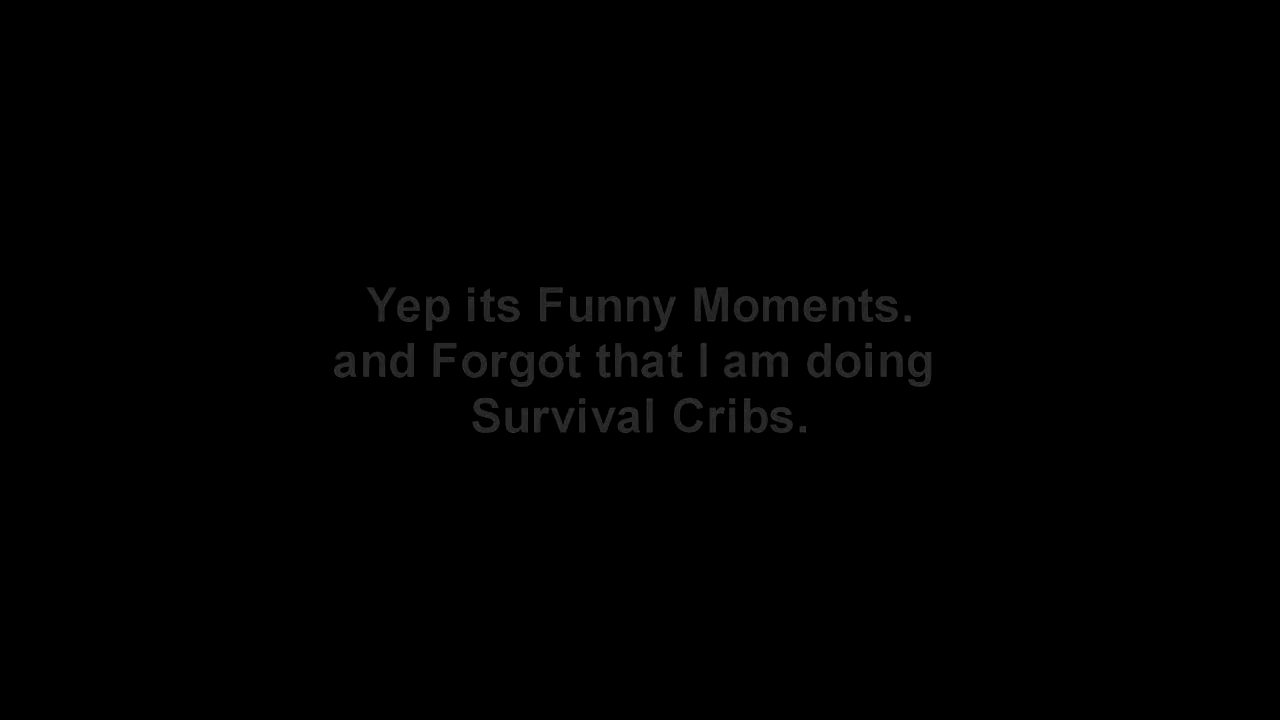 Yep its Funny Moments.
and Forgot that I am doing
Survival Cribs.